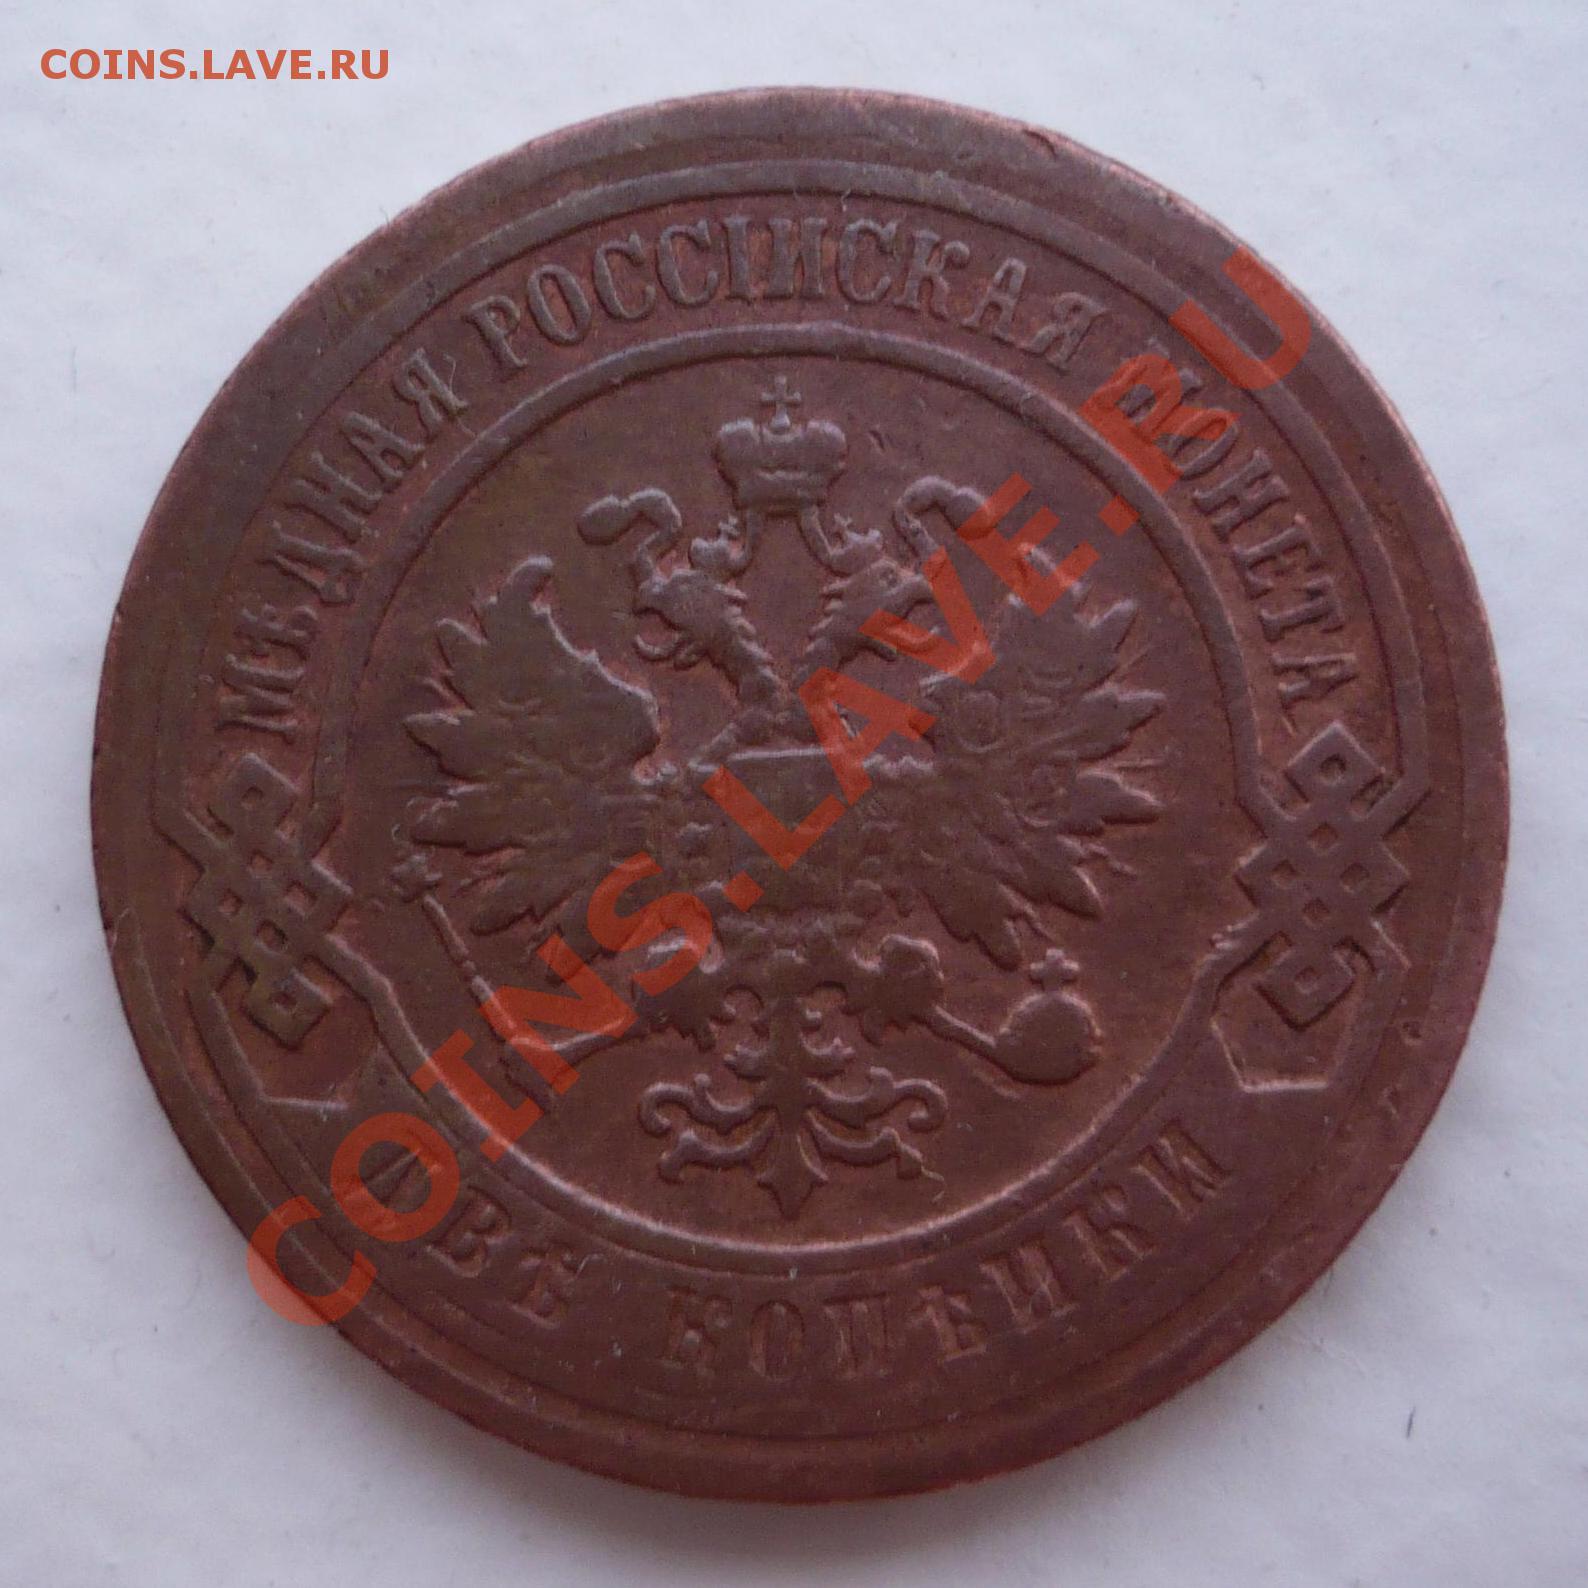 COINS.LAVE.RU
МѢДНАЯ РОССІЙСКАЯ МОНЕТА
COINS.LAVE.RU
ДВѢ КОПѢЙКИ